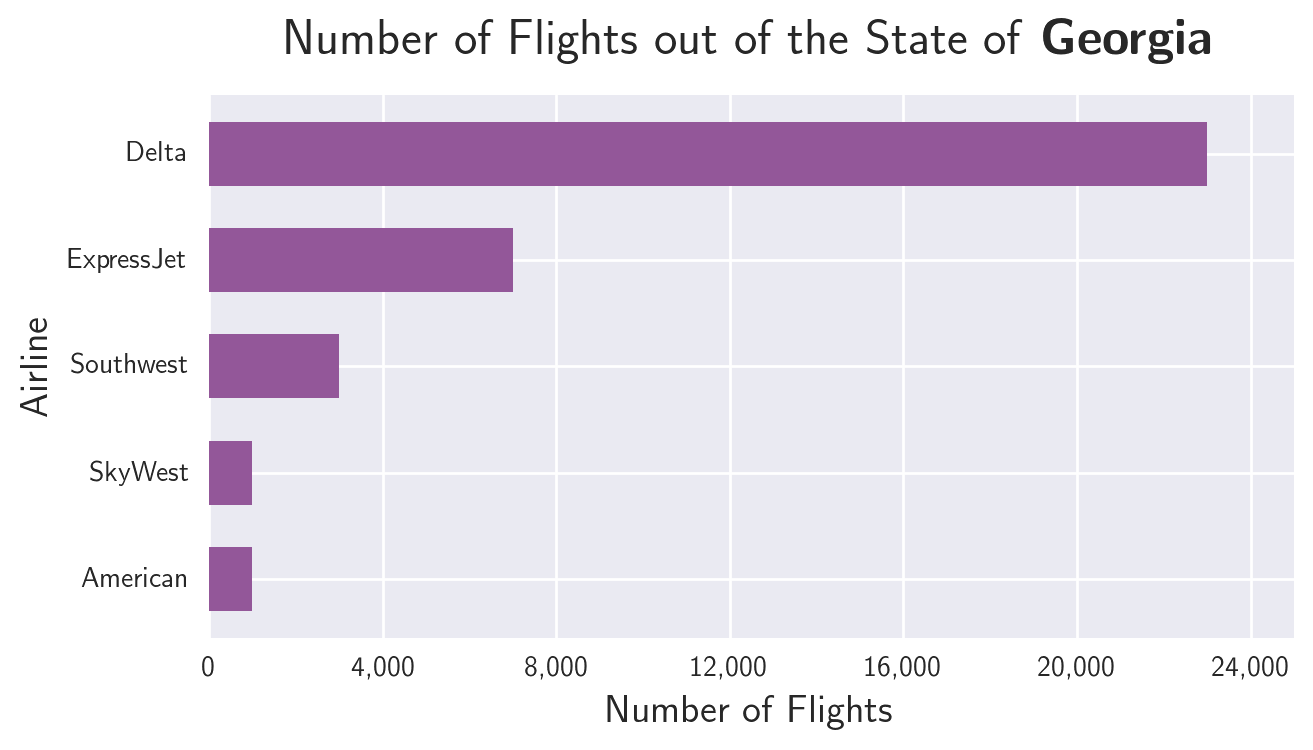 Number of Flights out of the State of Georgia
Delta
ExpressJet
Southwest
SkyWest
American
Airline
0 4,000 8,000 12,000 16,000 20,000 24,000
Number of Flights